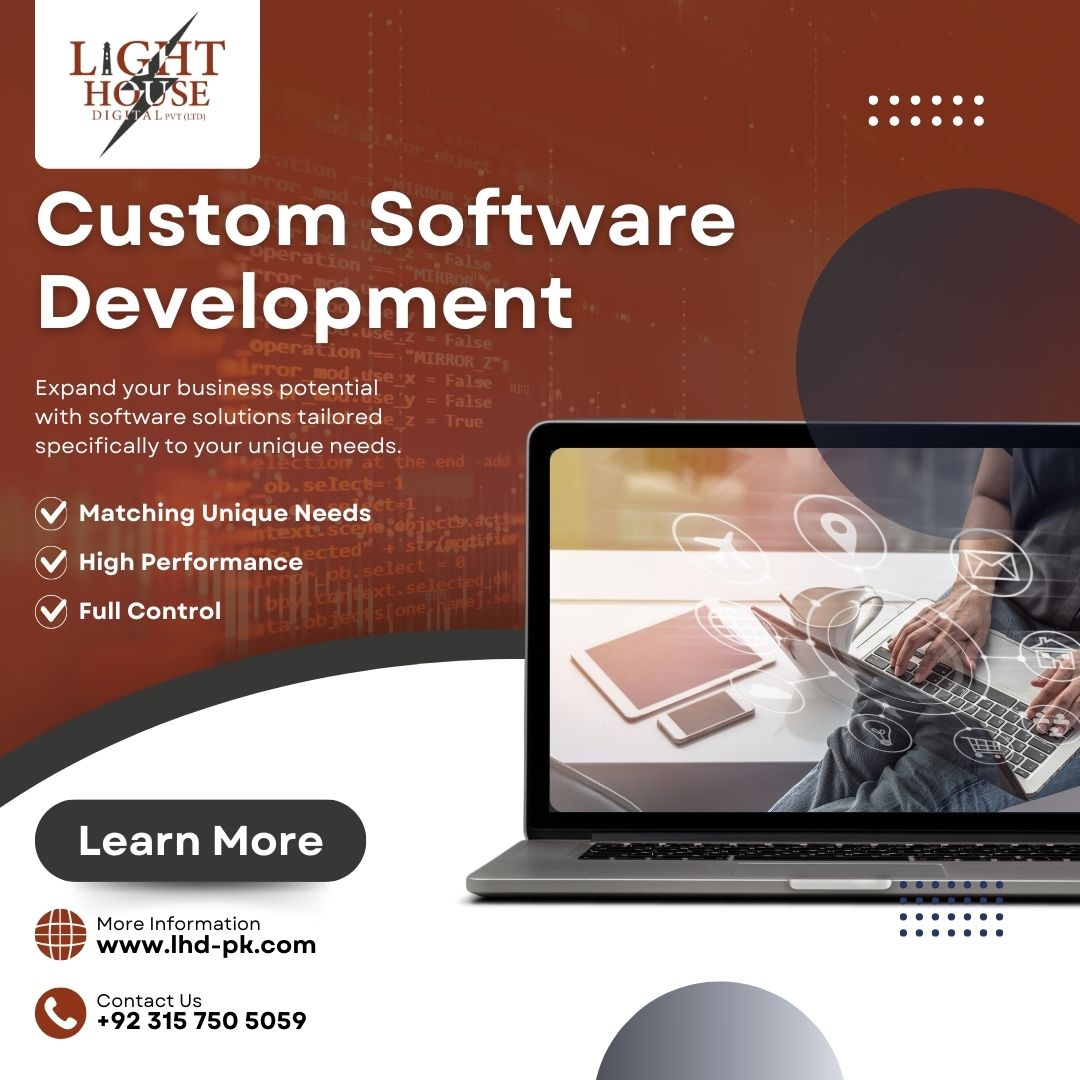 LIGHT
HOUSE
DIGITAL PVT (LTD)
Custom Software
Development
Expand your business potential
with software solutions tailored
specifically to your unique needs.
Matching Unique Needs
High Performance
Full Control
Learn More
More Information
www.lhd-pk.com
Contact Us
+92 315 750 5059